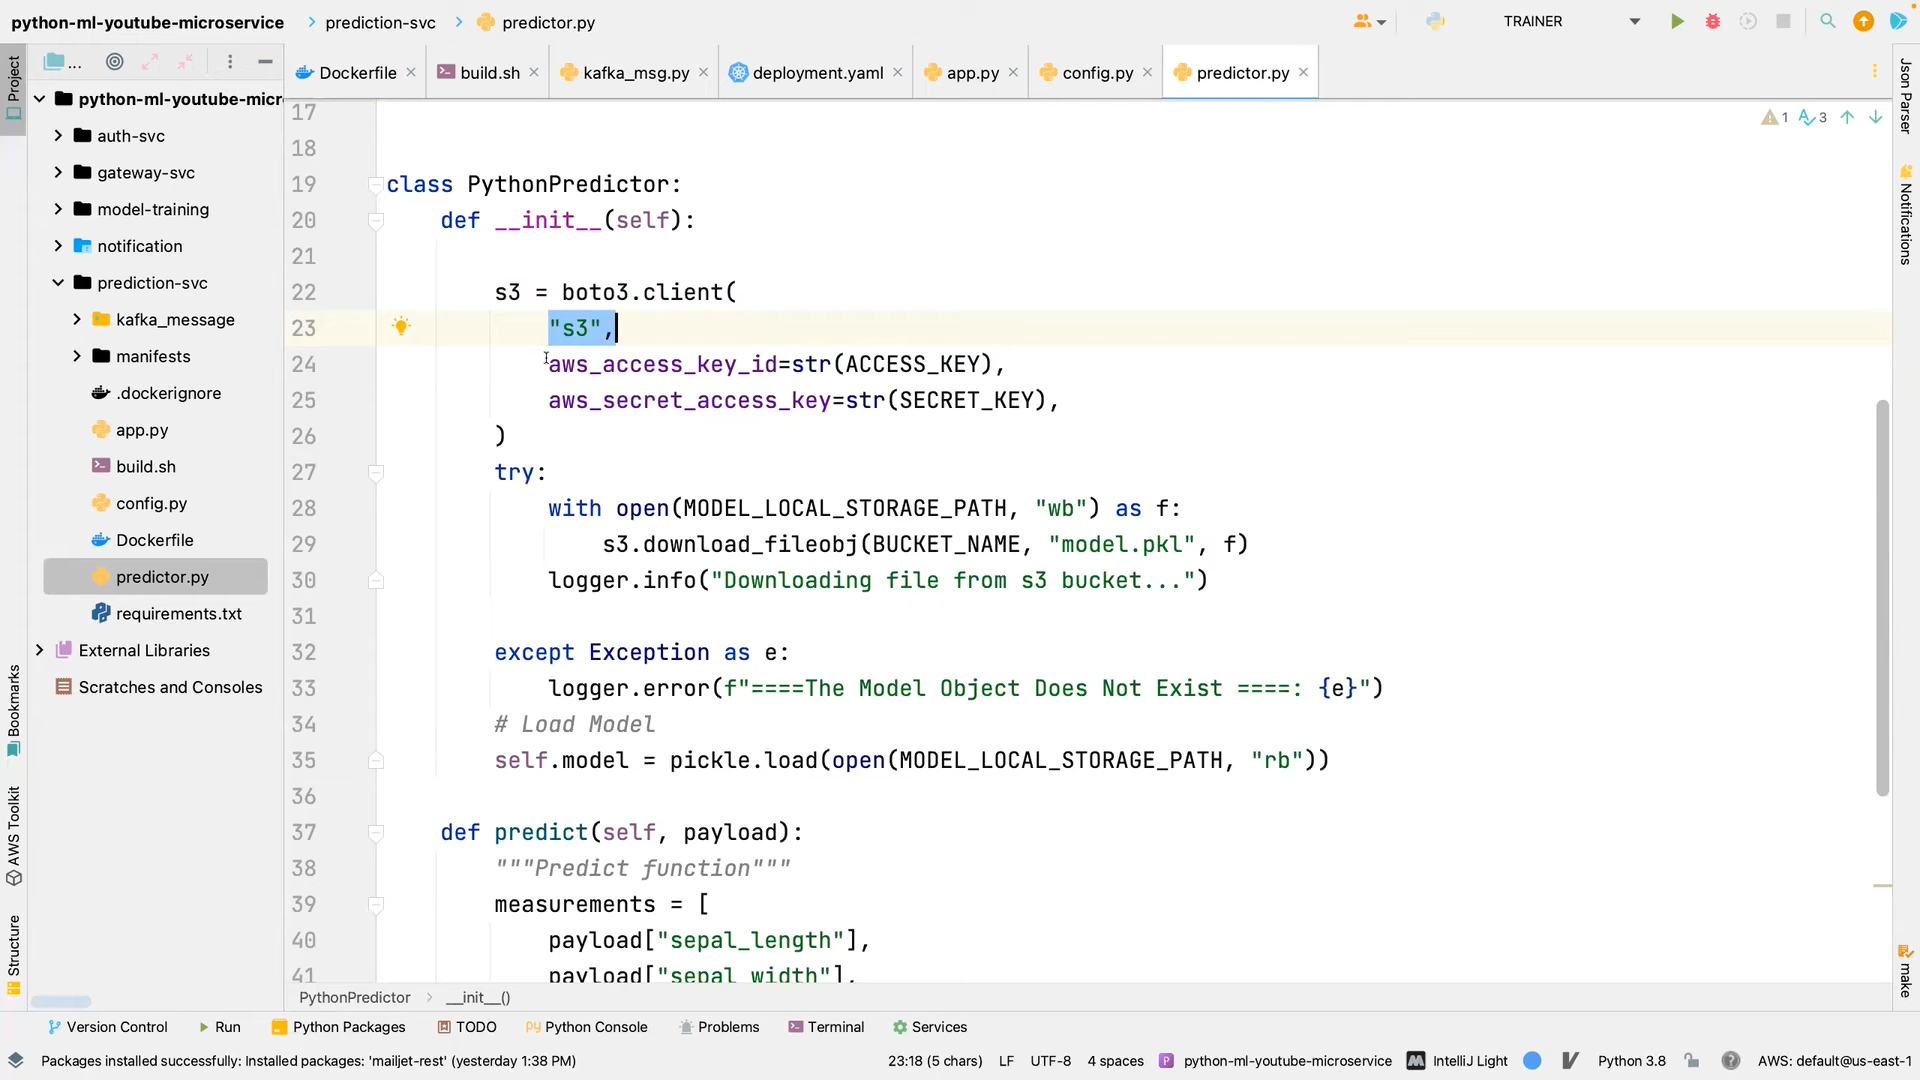 python-ml-youtube-microservice prediction-svc predictor.py TRAINER
... Dockerfile build.sh kafka_msg.py deployment.yaml app.py config.py predictor.py
Project
Bookmarks
AWS Toolkit
Structure
python-ml-youtube-micr
auth-svc
gateway-svc
model-training
notification
prediction-svc
kafka_message
manifests
.dockerignore
app.py
build.sh
config.py
Dockerfile
predictor.py
requirements.txt
External Libraries
Scratches and Consoles
1 3
17
18
19 class PythonPredictor:
20 def __init__(self):
21
22 s3 = boto3.client(
23 "s3",
24 aws_access_key_id=str(ACCESS_KEY),
25 aws_secret_access_key=str(SECRET_KEY),
26 )
27 try:
28 with open(MODEL_LOCAL_STORAGE_PATH, "wb") as f:
29 s3.download_fileobj(BUCKET_NAME, "model.pkl", f)
30 logger.info("Downloading file from s3 bucket...")
31
32 except Exception as e:
33 logger.error(f"====The Model Object Does Not Exist ====: {e}")
34 # Load Model
35 self.model = pickle.load(open(MODEL_LOCAL_STORAGE_PATH, "rb"))
36
37 def predict(self, payload):
38 """Predict function"""
39 measurements = [
40 payload["sepal_length"],
41 payload["sepal_width"],
Json Parser
Notifications
make
PythonPredictor __init__()
Version Control Run Python Packages TODO Python Console Problems Terminal Services
Packages installed successfully: Installed packages: 'mailjet-rest' (yesterday 1:38 PM) 23:18 (5 chars) LF UTF-8 4 spaces python-ml-youtube-microservice IntelliJ Light Python 3.8 AWS: default@us-east-1